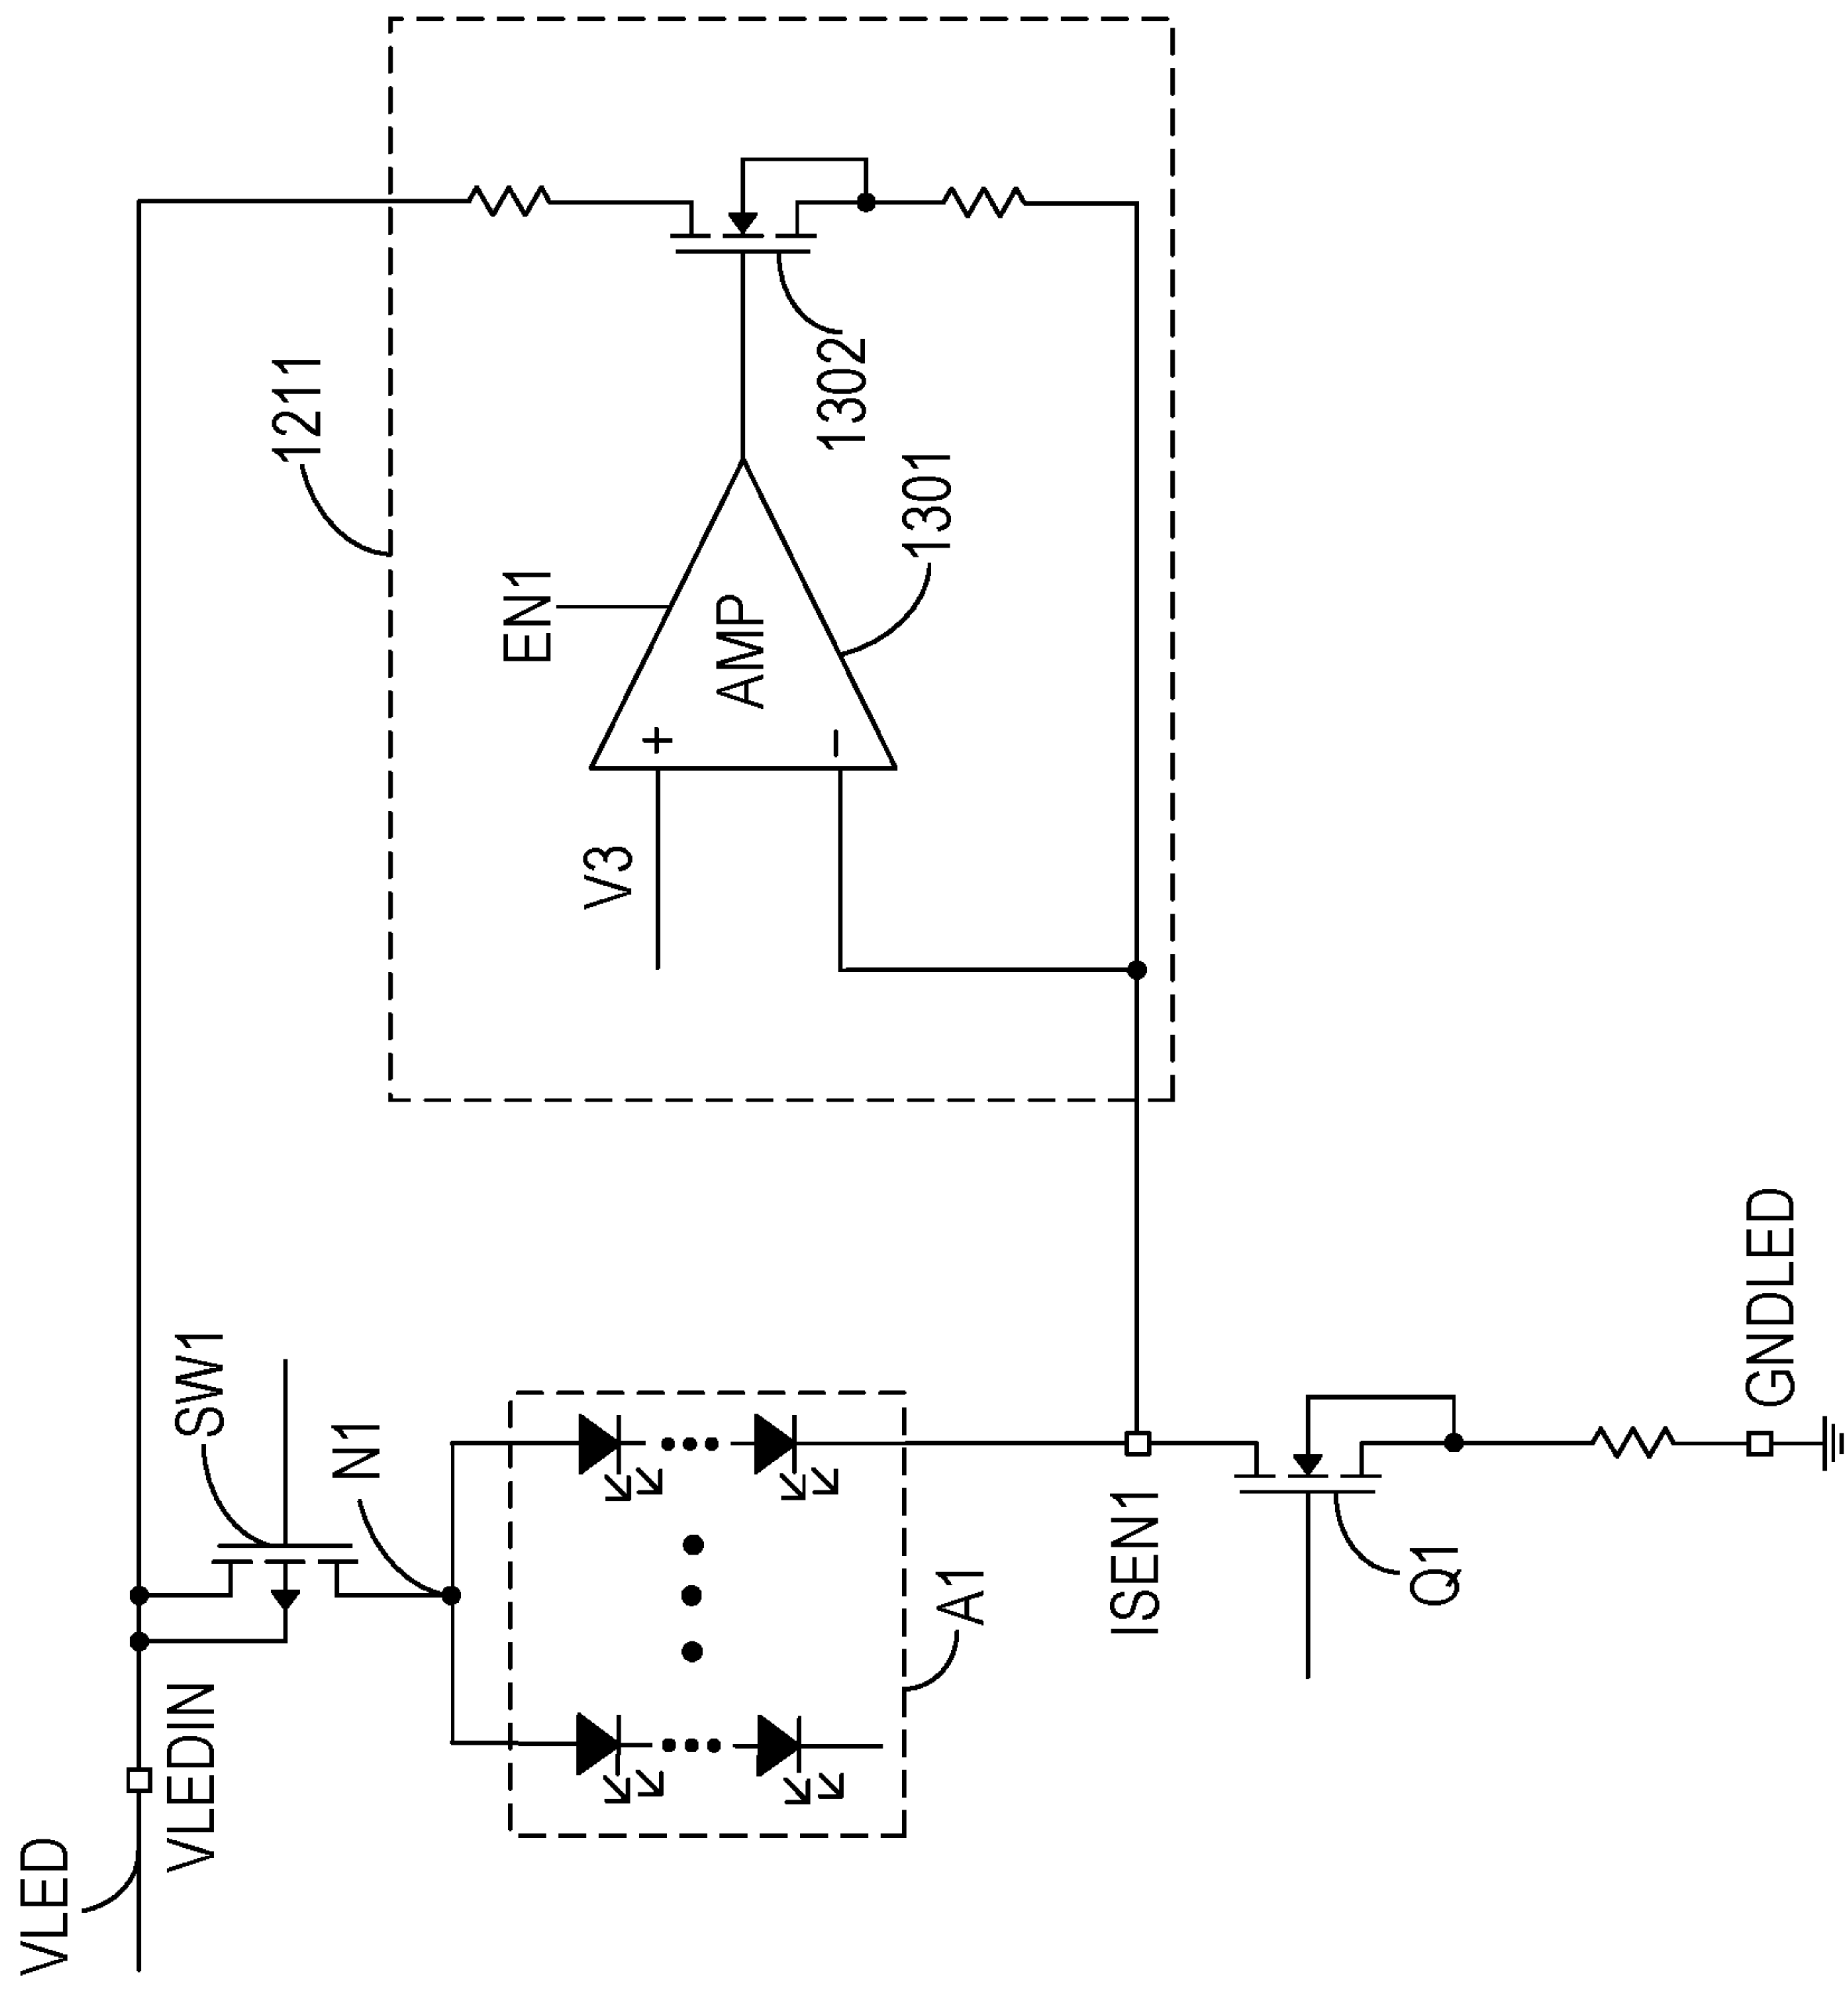 VLED
VLEDIN
SW1
N1
A1
ISEN1
Q1
GNDLED
1211
EN1
V3
+
−
AMP
1301
1302